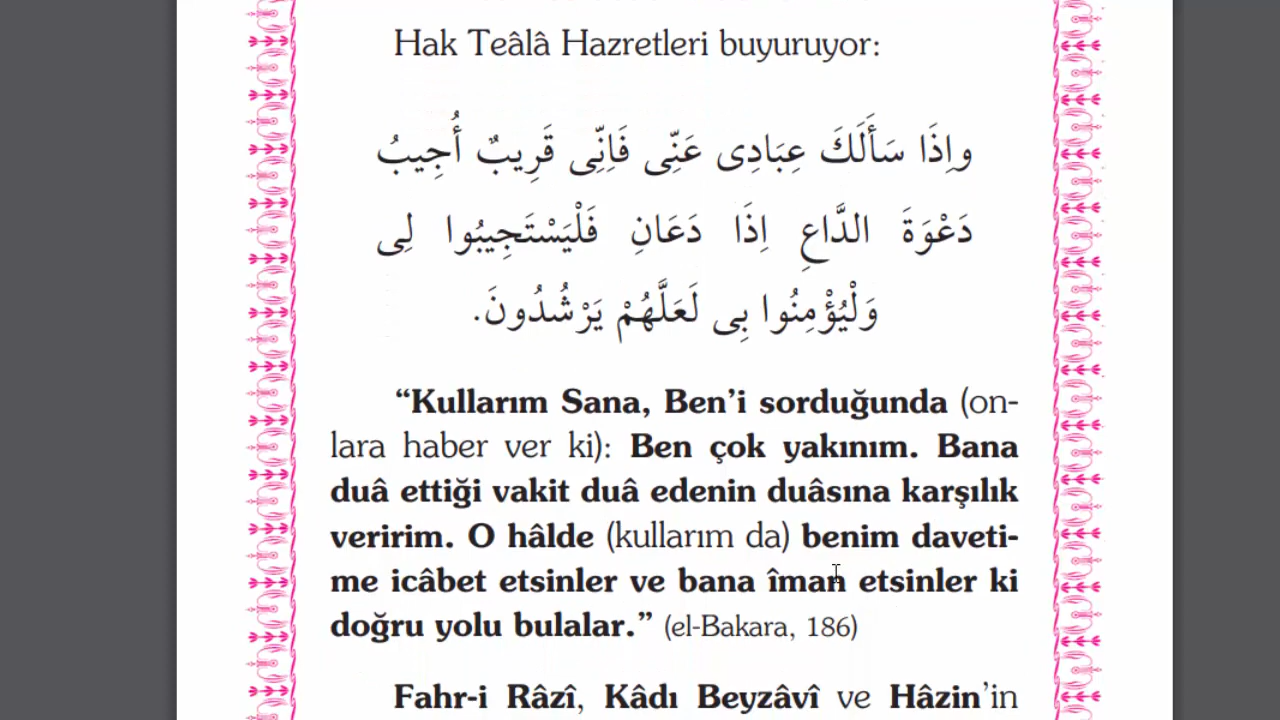 Hak Teâlâ Hazretleri buyuruyor:
واِذَا سَأَلَكَ عِبَادِى عَنِّى فَاِنِّى قَرِيبٌ أُجِيبُ
دَعْوَةَ الدَّاعِ اِذَا دَعَانِ فَلْيَسْتَجِيبُوا لِى
وَلْيُؤْمِنُوا بِى لَعَلَّهُمْ يَرْشُدُونَ.
“Kullarım Sana, Ben’i sorduğunda (on-
lara haber ver ki): Ben çok yakınım. Bana
duâ ettiği vakit duâ edenin duâsına karşılık
veririm. O hâlde (kullarım da) benim daveti-
me icâbet etsinler ve bana îman etsinler ki
doğru yolu bulalar.” (el-Bakara, 186)
Fahr-i Râzî, Kâdı Beyzâvî ve Hâzin’in